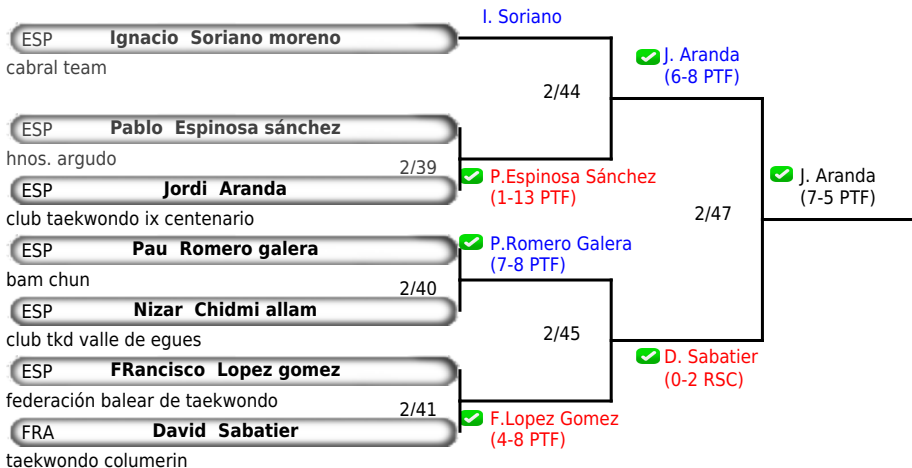 I. Soriano
ESP Ignacio Soriano moreno
cabral team
J. Aranda
(6-8 PTF)
2/44
ESP Pablo Espinosa sánchez
hnos. argudo
2/39
P.Espinosa Sánchez
(1-13 PTF)
ESP Jordi Aranda
club taekwondo ix centenario
J. Aranda
(7-5 PTF)
2/47
ESP Pau Romero galera
bam chun
P.Romero Galera
(7-8 PTF)
2/40
ESP Nizar Chidmi allam
club tkd valle de egues
2/45
D. Sabatier
(0-2 RSC)
ESP FRancisco Lopez gomez
federación balear de taekwondo
2/41
F.Lopez Gomez
(4-8 PTF)
FRA David Sabatier
taekwondo columerin